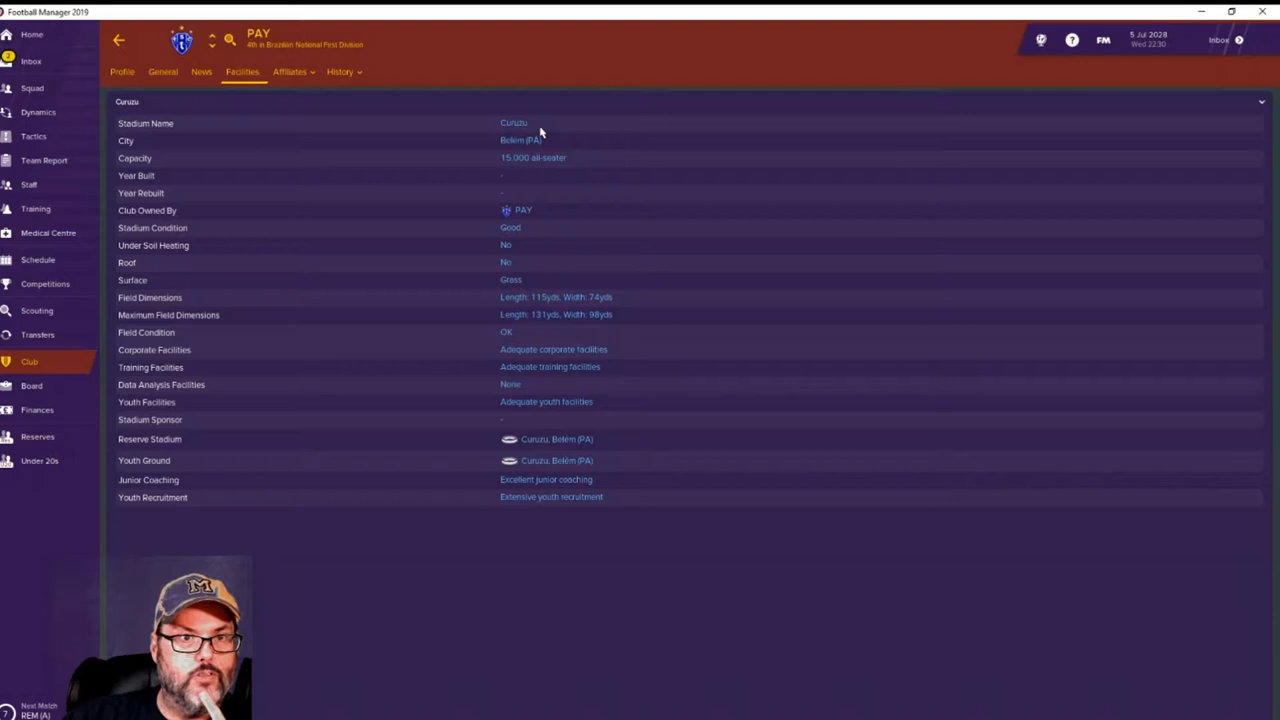 Football Manager 2019
Home
2
Inbox
Squad
Dynamics
Tactics
Team Report
Staff
Training
Medical Centre
Schedule
Competitions
Scouting
Transfers
Club
Board
Finances
Reserves
Under 20s
7
Next Match
REM (A)
PAY
4th in Brazilian National First Division
? FM
5 Jul 2028
Wed 22:30
Inbox
Profile General News Facilities Affiliates History
Curuzu
Stadium Name Curuzu
City Belém (PA)
Capacity 15,000 all-seater
Year Built -
Year Rebuilt -
Club Owned By PAY
Stadium Condition Good
Under Soil Heating No
Roof No
Surface Grass
Field Dimensions Length: 115yds, Width: 74yds
Maximum Field Dimensions Length: 131yds, Width: 98yds
Field Condition OK
Corporate Facilities Adequate corporate facilities
Training Facilities Adequate training facilities
Data Analysis Facilities None
Youth Facilities Adequate youth facilities
Stadium Sponsor -
Reserve Stadium Curuzu, Belém (PA)
Youth Ground Curuzu, Belém (PA)
Junior Coaching Excellent junior coaching
Youth Recruitment Extensive youth recruitment
M